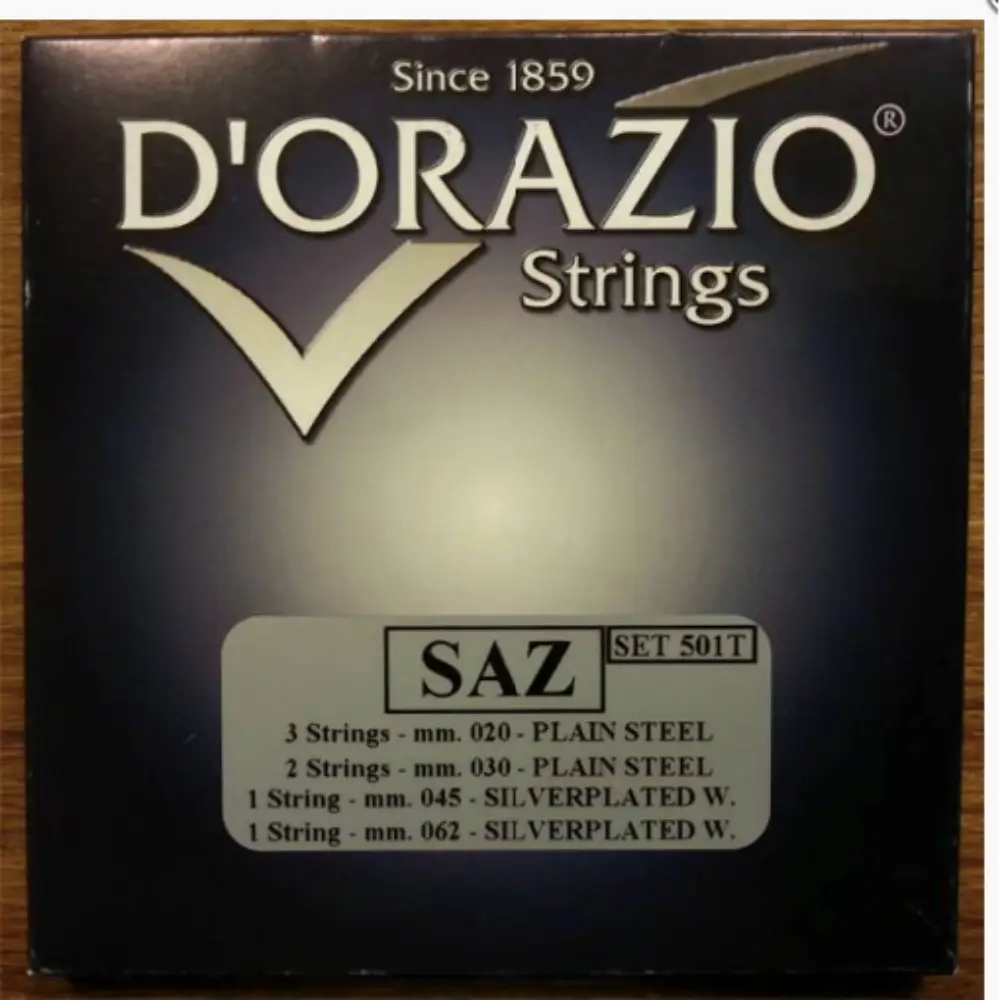 Since 1859
D'ORAZIO®
Strings
SAZ SET 501T
3 Strings - mm. 020 - PLAIN STEEL
2 Strings - mm. 030 - PLAIN STEEL
1 String - mm. 045 - SILVERPLATED W.
1 String - mm. 062 - SILVERPLATED W.